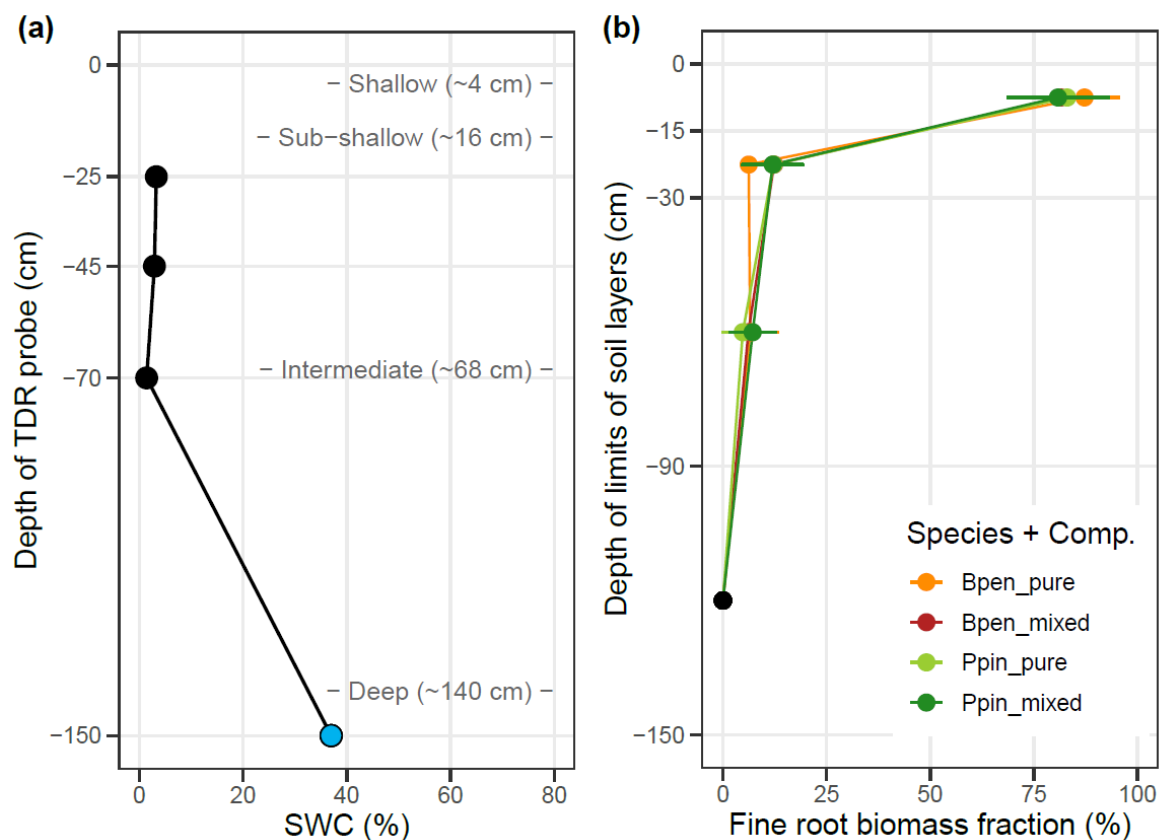 (a)
Depth of TDR probe (cm)
0
−25
−45
−70
−150
− Shallow (~4 cm) −
− Sub−shallow (~16 cm) −
− Intermediate (~68 cm) −
− Deep (~140 cm) −
0 20 40 60 80
SWC (%)
(b)
Depth of limits of soil layers (cm)
0
−15
−30
−90
−150
Species + Comp.
Bpen_pure
Bpen_mixed
Ppin_pure
Ppin_mixed
0 25 50 75 100
Fine root biomass fraction (%)